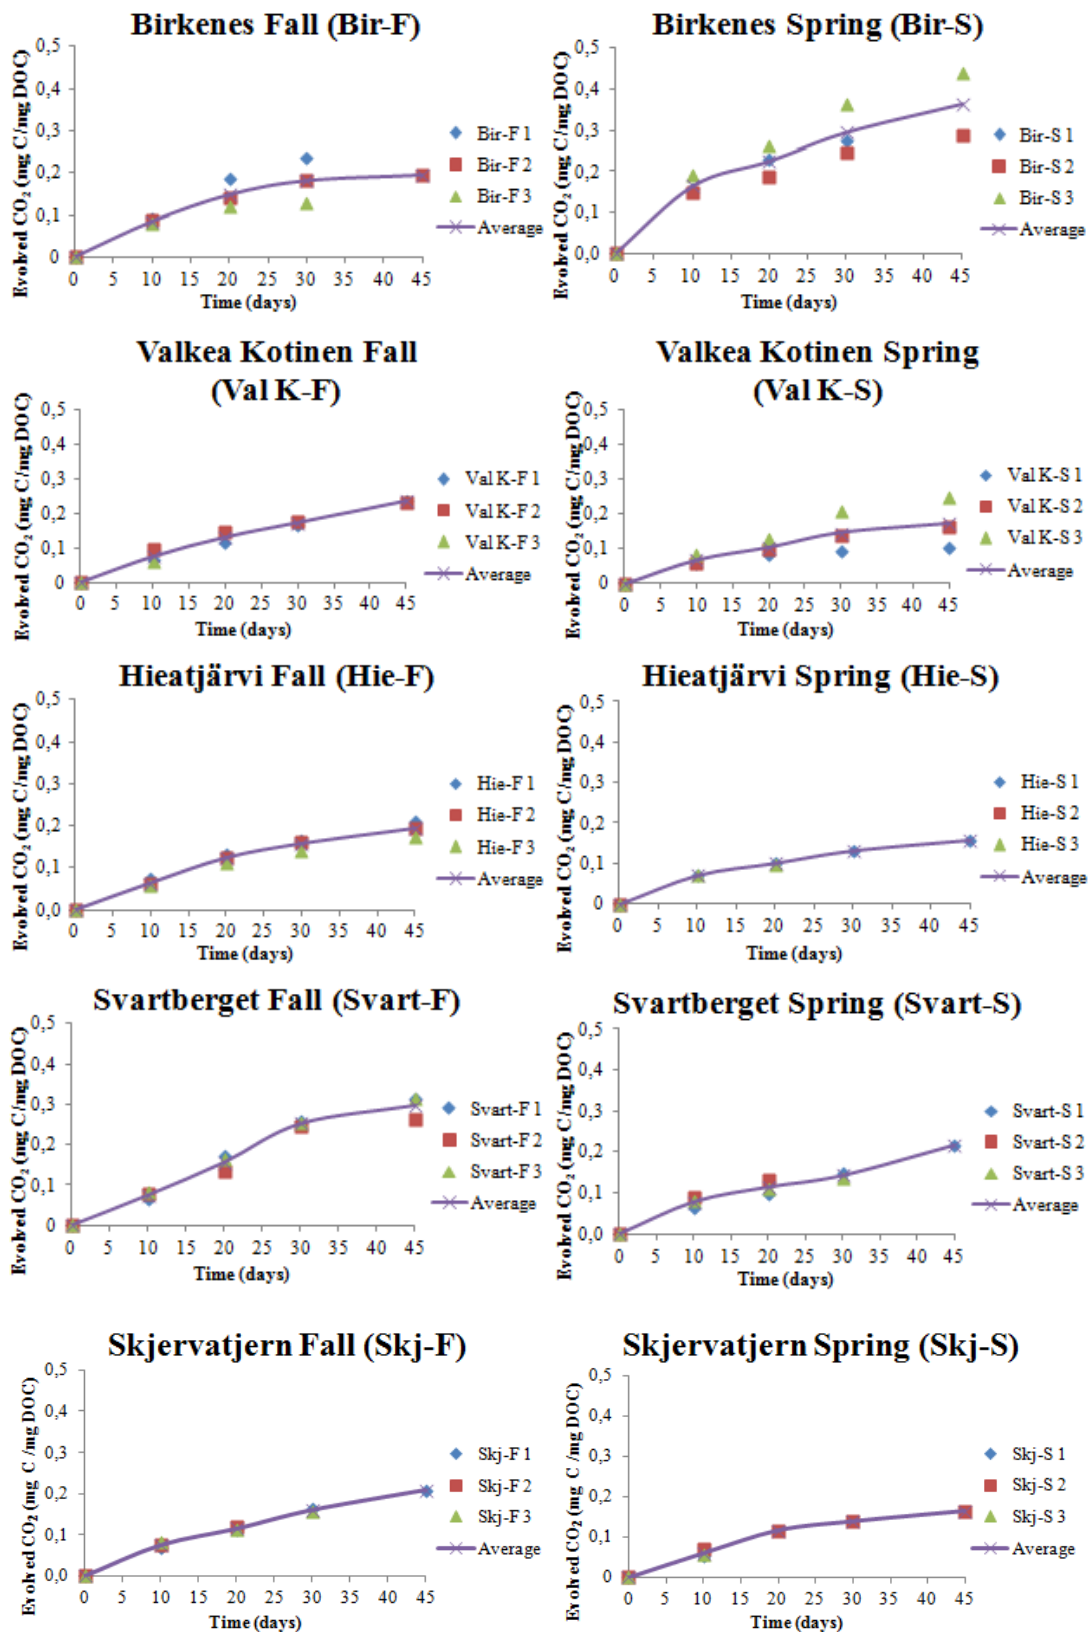 Birkenes Fall (Bir-F)
Evolved CO₂ (mg C/mg DOC)
0,5
0,4
0,3
0,2
0,1
0
0 5 10 15 20 25 30 35 40 45
Time (days)
Bir-F 1
Bir-F 2
Bir-F 3
Average
Birkenes Spring (Bir-S)
Evolved CO₂ (mg C/mg DOC)
0,5
0,4
0,3
0,2
0,1
0,0
0 5 10 15 20 25 30 35 40 45
Time (days)
Bir-S 1
Bir-S 2
Bir-S 3
Average
Valkea Kotinen Fall
(Val K-F)
Evolved CO₂ (mg C/mg DOC)
0,5
0,4
0,3
0,2
0,1
0
0 5 10 15 20 25 30 35 40 45
Time (days)
Val K-F 1
Val K-F 2
Val K-F 3
Average
Valkea Kotinen Spring
(Val K-S)
Evolved CO₂ (mg C/mg DOC)
0,5
0,4
0,3
0,2
0,1
0
0 5 10 15 20 25 30 35 40 45
Time (days)
Val K-S 1
Val K-S 2
Val K-S 3
Average
Hieatjärvi Fall (Hie-F)
Evolved CO₂ (mg C/mg DOC)
0,5
0,4
0,3
0,2
0,1
0,0
0 5 10 15 20 25 30 35 40 45
Time (days)
Hie-F 1
Hie-F 2
Hie-F 3
Average
Hieatjärvi Spring (Hie-S)
Evolved CO₂ (mg C/mg DOC)
0,5
0,4
0,3
0,2
0,1
0
0 5 10 15 20 25 30 35 40 45
Time (days)
Hie-S 1
Hie-S 2
Hie-S 3
Average
Svartberget Fall (Svart-F)
Evolved CO₂ (mg C/mg DOC)
0,5
0,4
0,3
0,2
0,1
0
0 5 10 15 20 25 30 35 40 45
Time (days)
Svart-F 1
Svart-F 2
Svart-F 3
Average
Svartberget Spring (Svart-S)
Evolved CO₂ (mg C/mg DOC)
0,5
0,4
0,3
0,2
0,1
0,0
0 5 10 15 20 25 30 35 40 45
Time (days)
Svart-S 1
Svart-S 2
Svart-S 3
Average
Skjervatjern Fall (Skj-F)
Evolved CO₂ (mg C /mg DOC)
0,5
0,4
0,3
0,2
0,1
0,0
0 5 10 15 20 25 30 35 40 45
Time (days)
Skj-F 1
Skj-F 2
Skj-F 3
Average
Skjervatjern Spring (Skj-S)
Evolved CO₂ (mg C /mg DOC)
0,5
0,4
0,3
0,2
0,1
0
0 5 10 15 20 25 30 35 40 45
Time (days)
Skj-S 1
Skj-S 2
Skj-S 3
Average